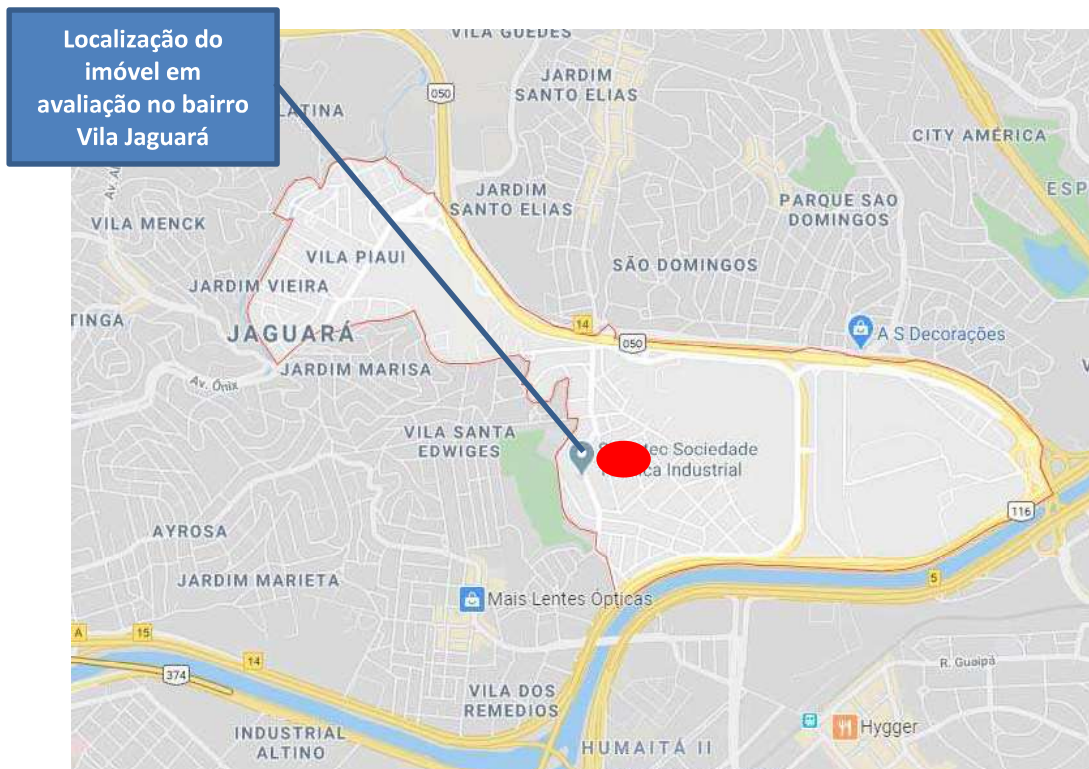 Localização do
imóvel em
avaliação no bairro
Vila Jaguará
VILA GUEDES
JARDIM
SANTO ELIAS
050
LATINA
CITY AMÉRICA
ESP
JARDIM
SANTO ELIAS
PARQUE SAO
DOMINGOS
VILA MENCK
VILA PIAUI
SÃO DOMINGOS
JARDIM VIEIRA
TINGA
14
050
A S Decorações
JAGUARÁ
JARDIM MARISA
Av. Ônix
VILA SANTA
EDWIGES
Sociedade
Industrial
116
AYROSA
JARDIM MARIETA
5
Mais Lentes Ópticas
A
15
14
374
R. Guaipá
VILA DOS
REMEDIOS
Hygger
INDUSTRIAL
ALTINO
HUMAITÁ II